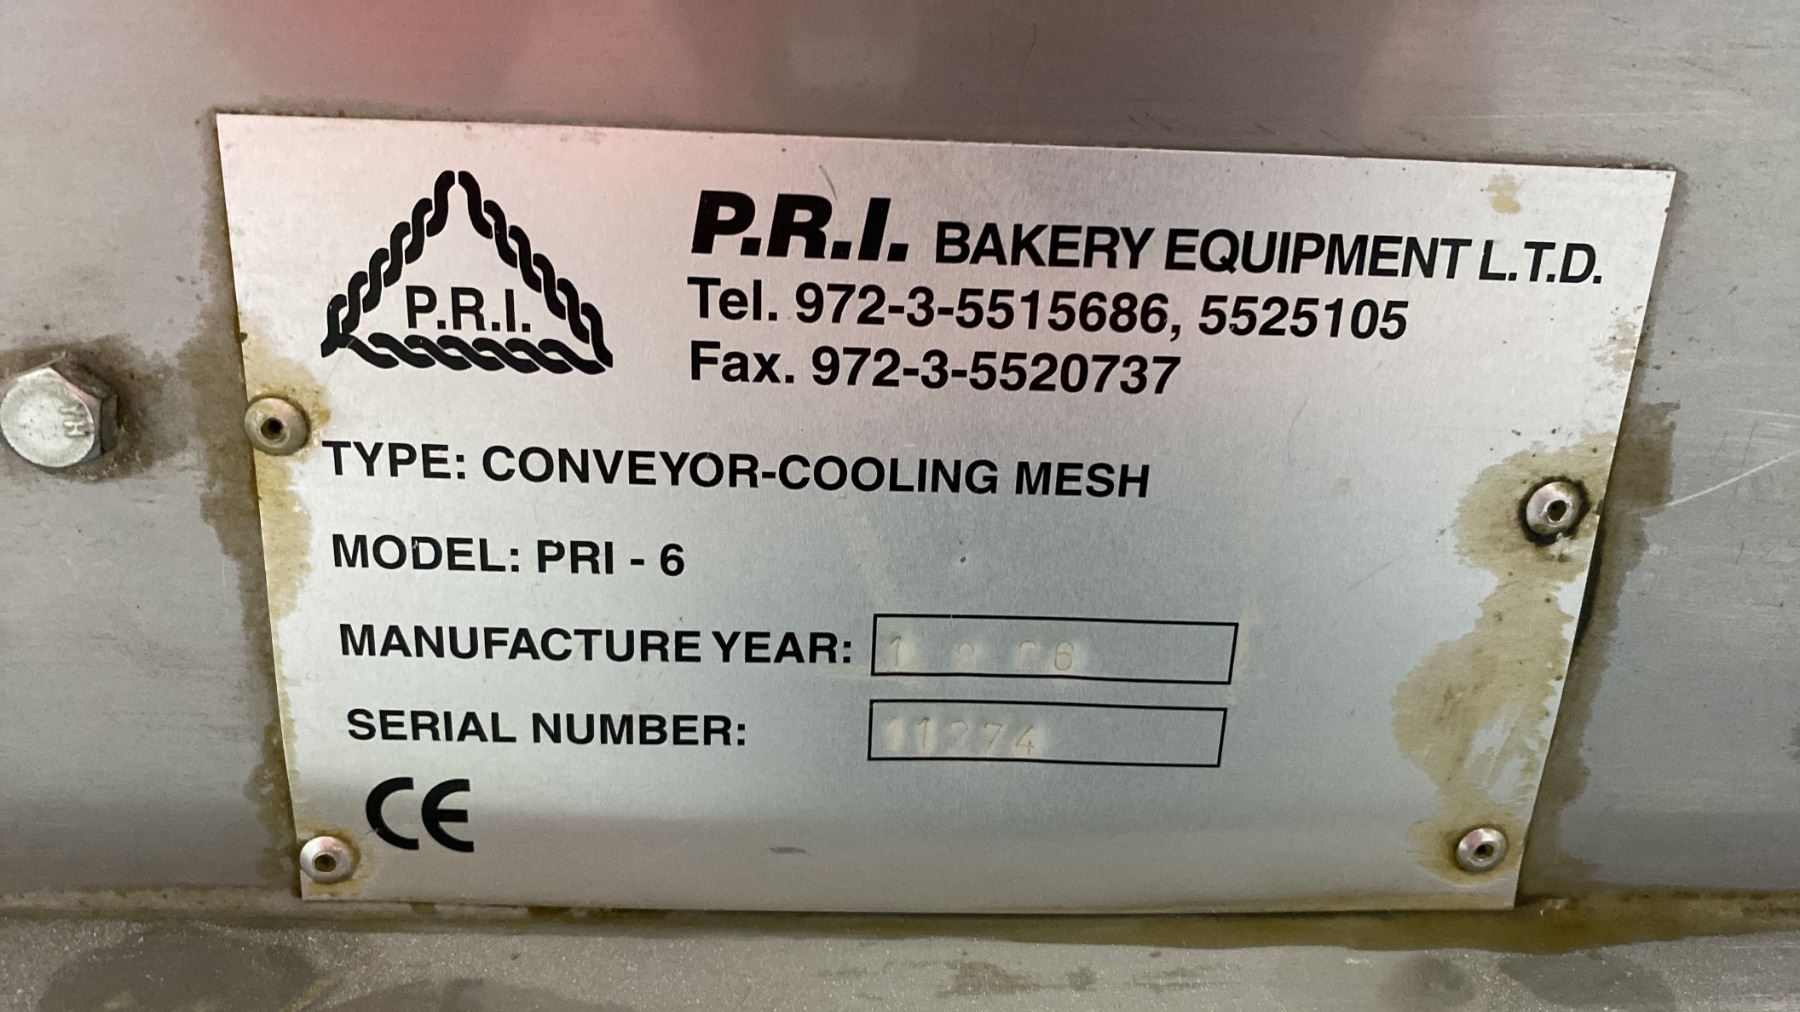 P.R.I.
P.R.I. BAKERY EQUIPMENT L.T.D.
Tel. 972-3-5515686, 5525105
Fax. 972-3-5520737
TYPE: CONVEYOR-COOLING MESH
MODEL: PRI - 6
MANUFACTURE YEAR:
SERIAL NUMBER: 11274
CE